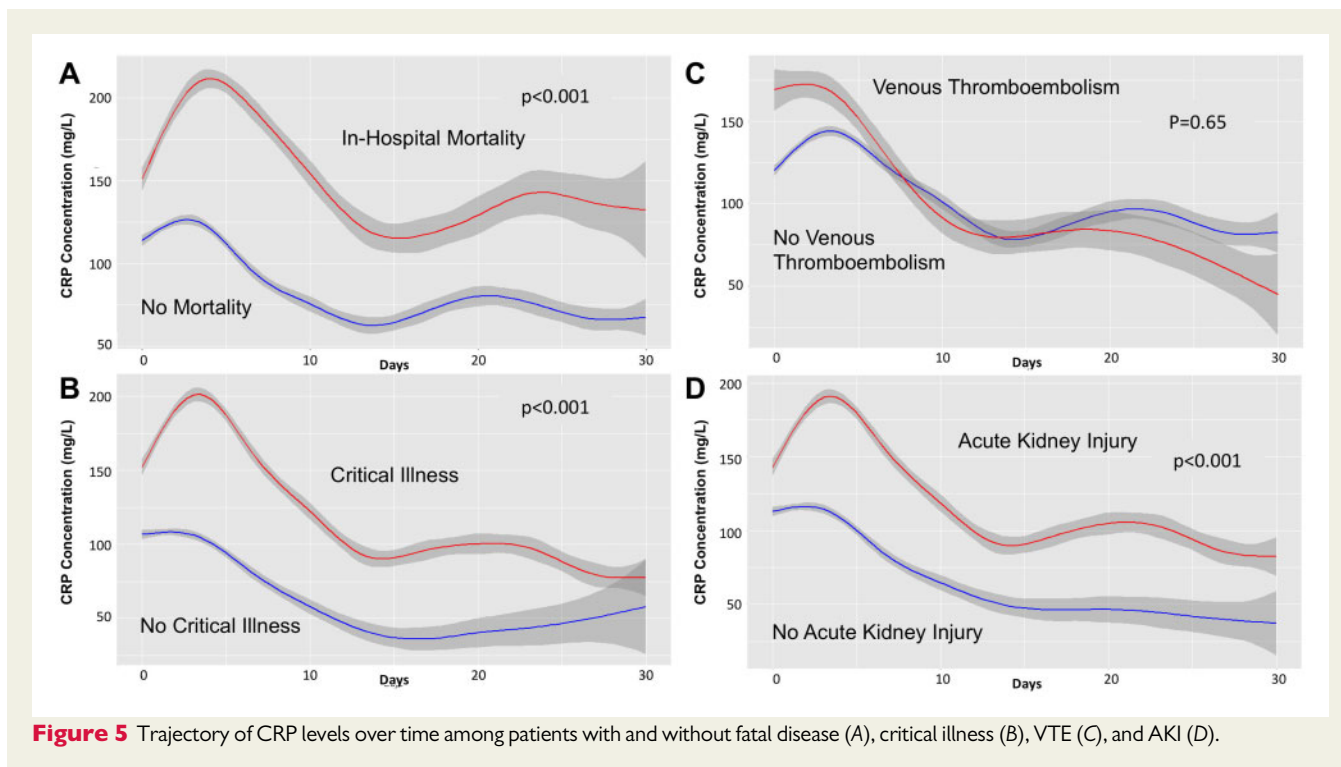 A
CRP Concentration (mg/L)
200
150
100
50
p<0.001
In-Hospital Mortality
No Mortality
0
10
20
30
Days
B
CRP Concentration (mg/L)
200
150
100
50
p<0.001
Critical Illness
No Critical Illness
0
10
20
30
Days
C
CRP Concentration (mg/L)
150
100
50
Venous Thromboembolism
P=0.65
No Venous
Thromboembolism
0
10
20
30
Days
D
CRP Concentration (mg/L)
200
150
100
50
Acute Kidney Injury
p<0.001
No Acute Kidney Injury
0
10
20
30
Days
Figure 5 Trajectory of CRP levels over time among patients with and without fatal disease (A), critical illness (B), VTE (C), and AKI (D).